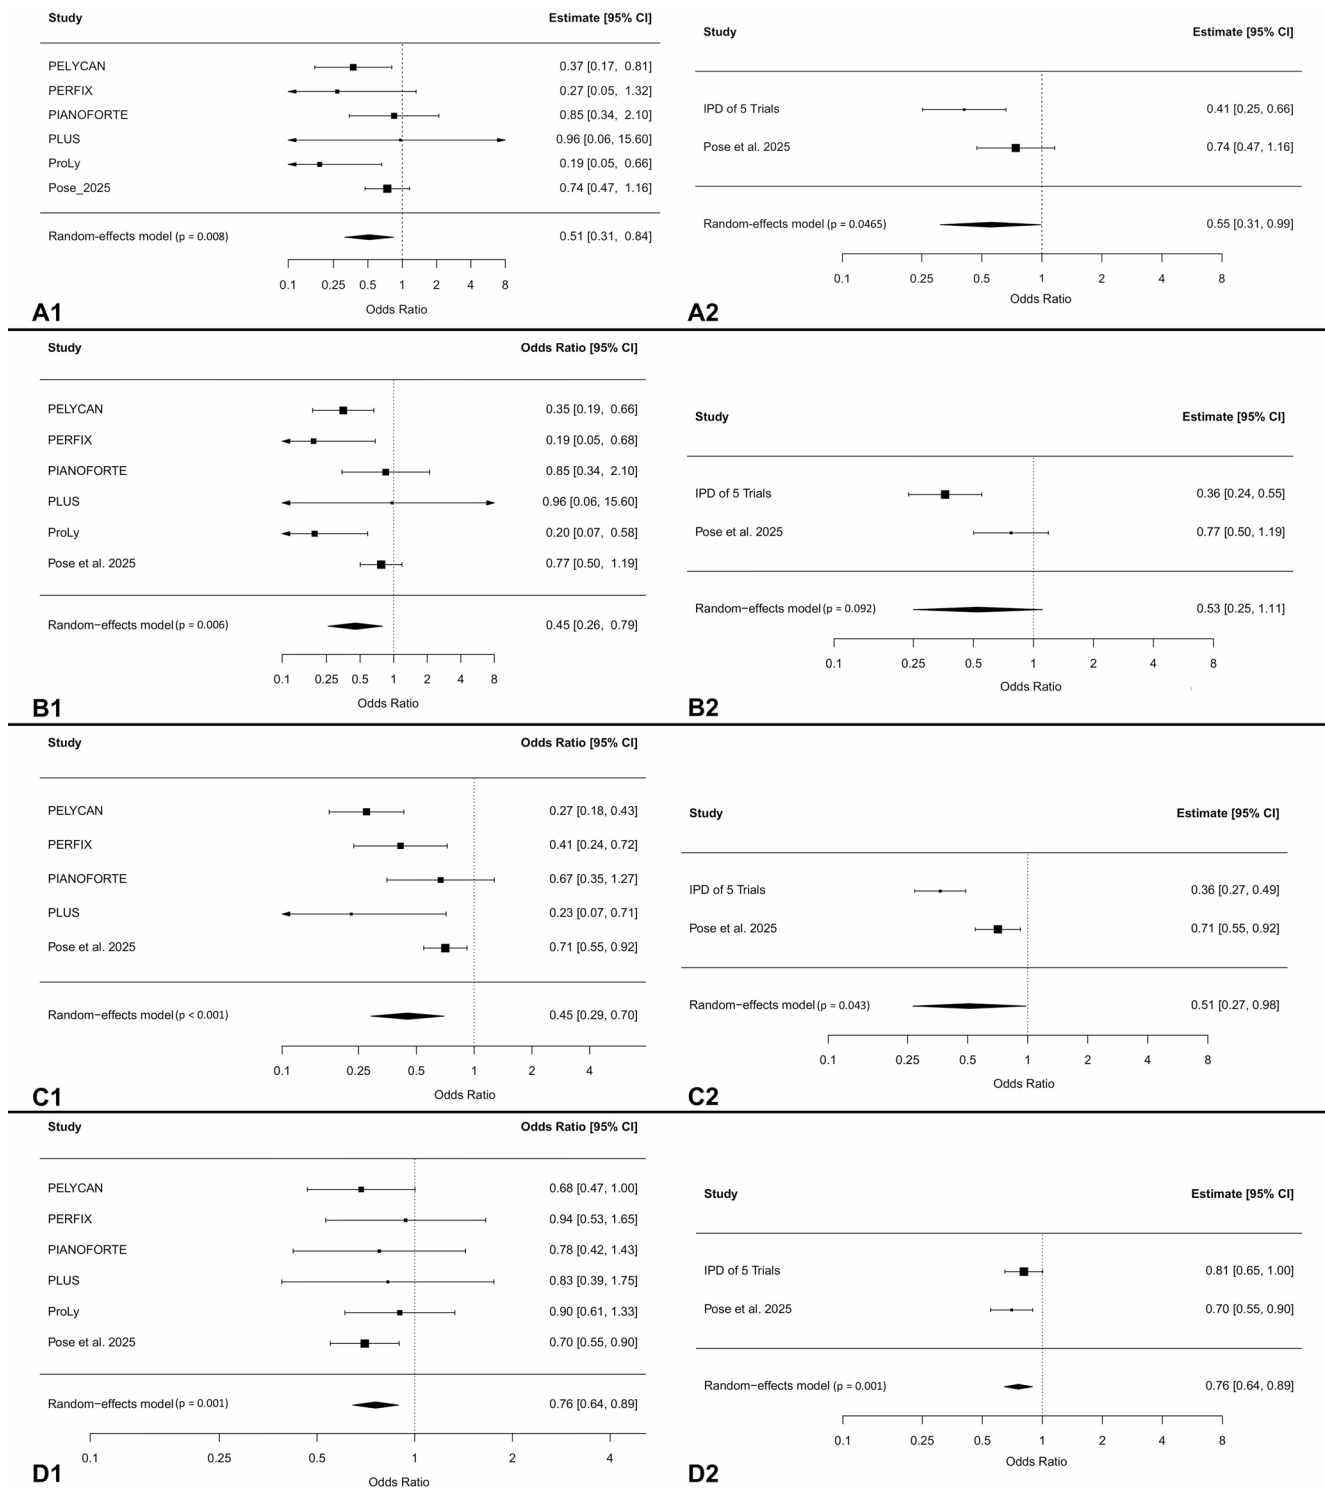 Study Estimate [95% CI]
PELYCAN 0.37 [0.17, 0.81]
PERFIX 0.27 [0.05, 1.32]
PIANOFORTE 0.85 [0.34, 2.10]
PLUS 0.96 [0.06, 15.60]
ProLy 0.19 [0.05, 0.66]
Pose_2025 0.74 [0.47, 1.16]
Random-effects model (p = 0.008) 0.51 [0.31, 0.84]
0.1 0.25 0.5 1 2 4 8
Odds Ratio
A1
Study Estimate [95% CI]
IPD of 5 Trials 0.41 [0.25, 0.66]
Pose et al. 2025 0.74 [0.47, 1.16]
Random-effects model (p = 0.0465) 0.55 [0.31, 0.99]
0.1 0.25 0.5 1 2 4 8
Odds Ratio
A2
Study Odds Ratio [95% CI]
PELYCAN 0.35 [0.19, 0.66]
PERFIX 0.19 [0.05, 0.68]
PIANOFORTE 0.85 [0.34, 2.10]
PLUS 0.96 [0.06, 15.60]
ProLy 0.20 [0.07, 0.58]
Pose et al. 2025 0.77 [0.50, 1.19]
Random−effects model (p = 0.006) 0.45 [0.26, 0.79]
0.1 0.25 0.5 1 2 4 8
Odds Ratio
B1
Study Estimate [95% CI]
IPD of 5 Trials 0.36 [0.24, 0.55]
Pose et al. 2025 0.77 [0.50, 1.19]
Random−effects model (p = 0.092) 0.53 [0.25, 1.11]
0.1 0.25 0.5 1 2 4 8
Odds Ratio
B2
Study Odds Ratio [95% CI]
PELYCAN 0.27 [0.18, 0.43]
PERFIX 0.41 [0.24, 0.72]
PIANOFORTE 0.67 [0.35, 1.27]
PLUS 0.23 [0.07, 0.71]
Pose et al. 2025 0.71 [0.55, 0.92]
Random−effects model (p < 0.001) 0.45 [0.29, 0.70]
0.1 0.25 0.5 1 2 4
Odds Ratio
C1
Study Estimate [95% CI]
IPD of 5 Trials 0.36 [0.27, 0.49]
Pose et al. 2025 0.71 [0.55, 0.92]
Random−effects model (p = 0.043) 0.51 [0.27, 0.98]
0.1 0.25 0.5 1 2 4 8
Odds Ratio
C2
Study Odds Ratio [95% CI]
PELYCAN 0.68 [0.47, 1.00]
PERFIX 0.94 [0.53, 1.65]
PIANOFORTE 0.78 [0.42, 1.43]
PLUS 0.83 [0.39, 1.75]
ProLy 0.90 [0.61, 1.33]
Pose et al. 2025 0.70 [0.55, 0.90]
Random−effects model (p = 0.001) 0.76 [0.64, 0.89]
0.1 0.25 0.5 1 2 4
Odds Ratio
D1
Study Estimate [95% CI]
IPD of 5 Trials 0.81 [0.65, 1.00]
Pose et al. 2025 0.70 [0.55, 0.90]
Random−effects model (p = 0.001) 0.76 [0.64, 0.89]
0.1 0.25 0.5 1 2 4 8
Odds Ratio
D2